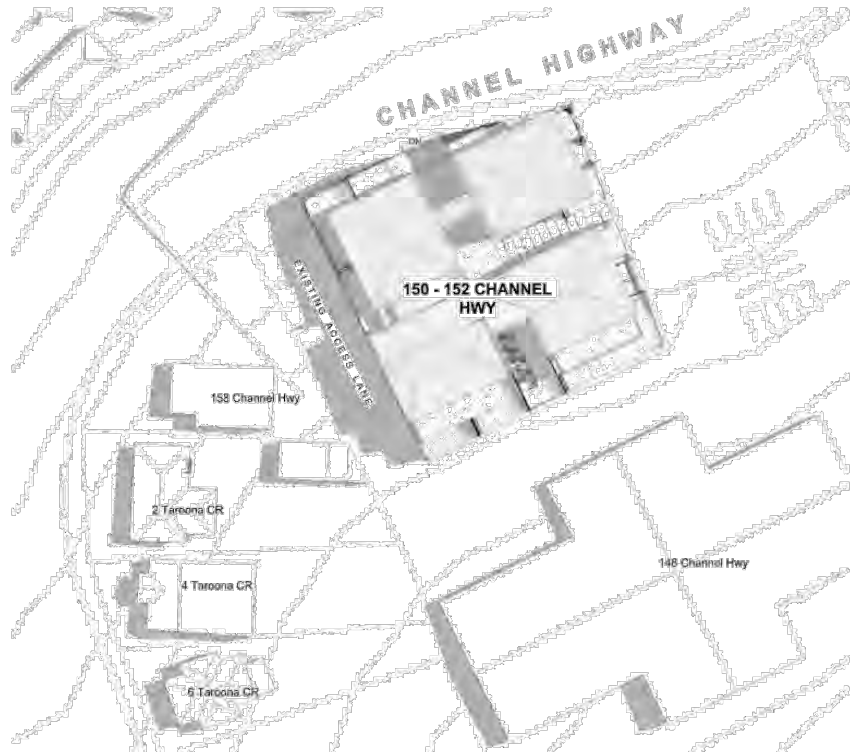 CHANNEL HIGHWAY
DN
EXISTING ACCESS LANE
150 - 152 CHANNEL
HWY
158 Channel Hwy
2 Taroona CR
148 Channel Hwy
4 Taroona CR
6 Taroona CR